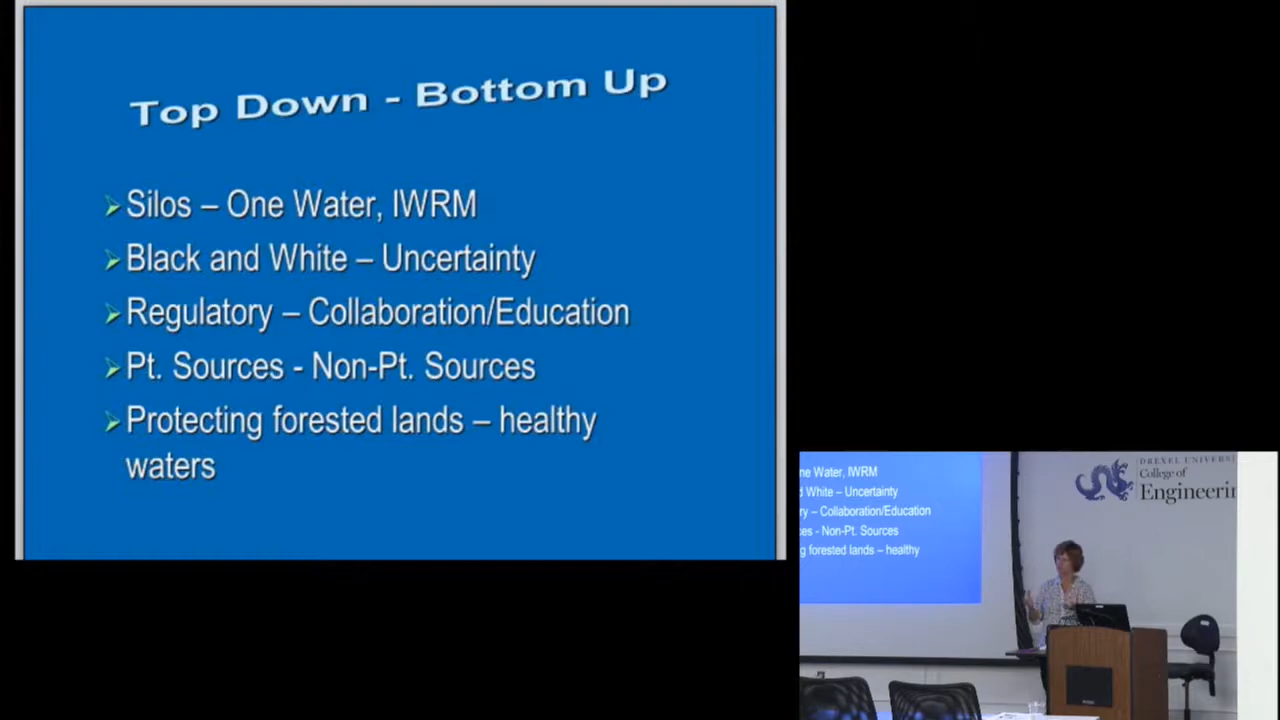 Top Down - Bottom Up
Silos – One Water, IWRM
Black and White – Uncertainty
Regulatory – Collaboration/Education
Pt. Sources - Non-Pt. Sources
Protecting forested lands – healthy
waters
ne Water, IWRM
d White – Uncertainty
ry – Collaboration/Education
ces - Non-Pt. Sources
g forested lands – healthy
DREXEL UNIVERSI
College of
Engineerin